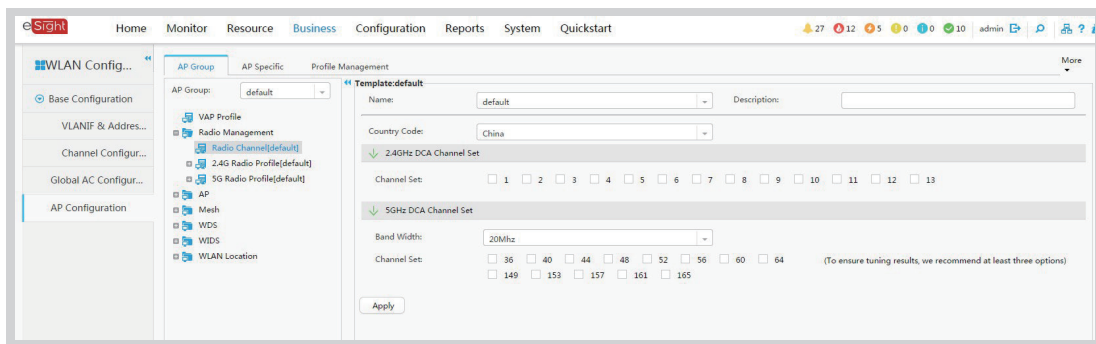 eSight Home Monitor Resource Business Configuration Reports System Quickstart 27 12 5 0 0 10 admin ?
WLAN Config...
Base Configuration
VLANIF & Addres...
Channel Configur...
Global AC Configur...
AP Configuration
AP Group AP Specific Profile Management More
AP Group: default
VAP Profile
Radio Management
Radio Channel[default]
2.4G Radio Profile[default]
5G Radio Profile[default]
AP
Mesh
WDS
WIDS
WLAN Location
Template:default
Name: default Description:
Country Code: China
2.4GHz DCA Channel Set
Channel Set: 1 2 3 4 5 6 7 8 9 10 11 12 13
5GHz DCA Channel Set
Band Width: 20Mhz
Channel Set: 36 40 44 48 52 56 60 64 (To ensure tuning results, we recommend at least three options)
149 153 157 161 165
Apply